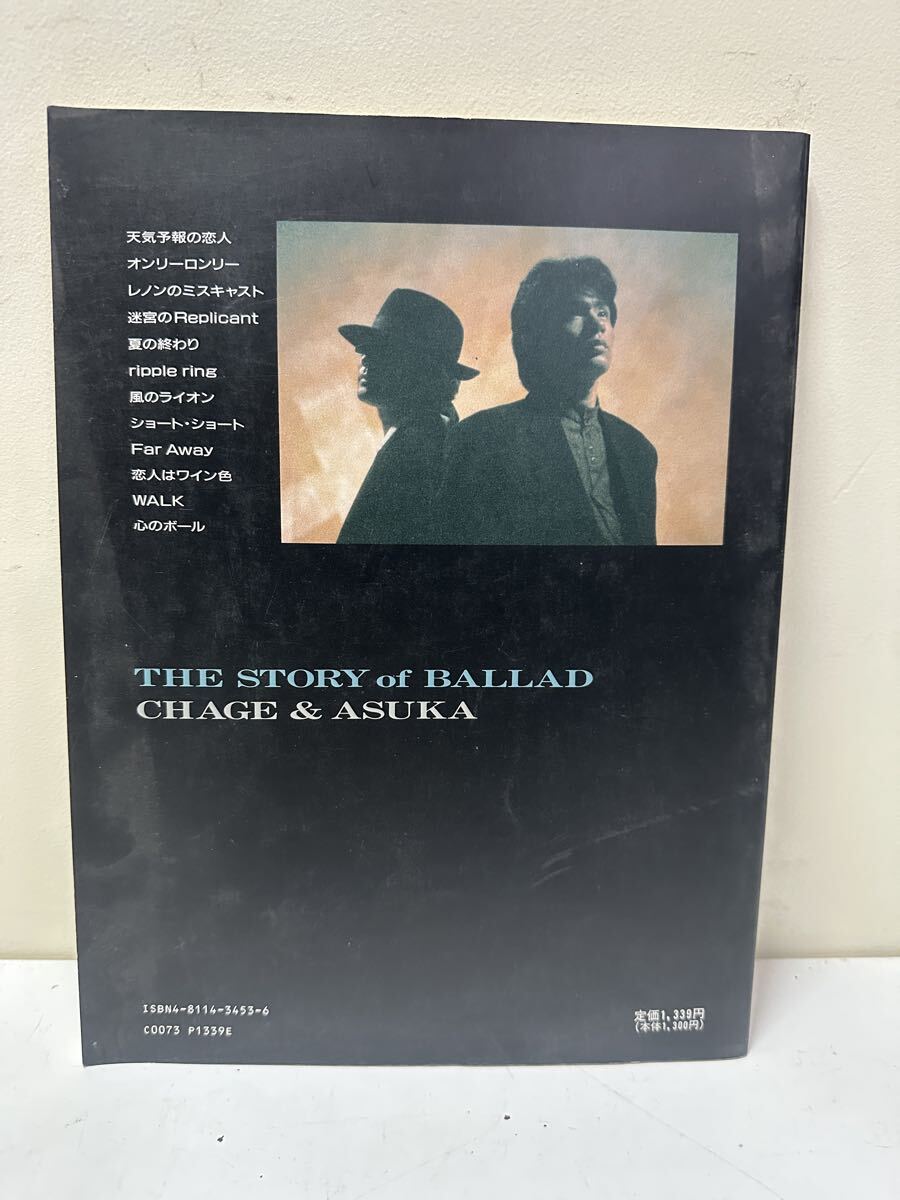 天気予報の恋人
オンリーロンリー
レノンのミスキャスト
迷宮のReplicant
夏の終わり
ripple ring
風のライオン
ショート・ショート
Far Away
恋人はワイン色
WALK
心のボール
THE STORY of BALLAD
CHAGE & ASUKA
ISBN4-8114-3453-6
C0073 P1339E
定価1,339円
(本体1,300円)